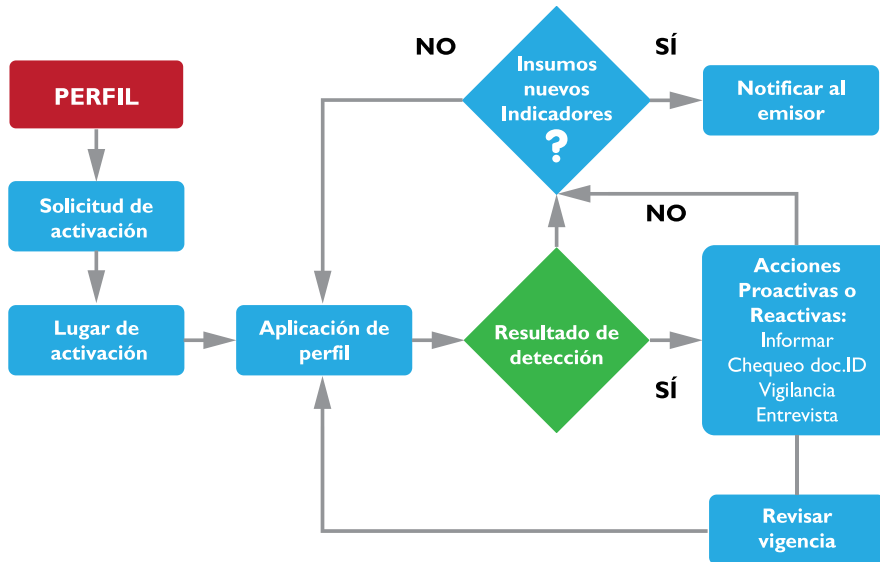 PERFIL
Solicitud de
activación
Lugar de
activación
Aplicación de
perfil
NO
Insumos
nuevos
Indicadores
?
SÍ
Notificar al
emisor
NO
Resultado de
detección
SÍ
Acciones
Proactivas o
Reactivas:
Informar
Chequeo doc.ID
Vigilancia
Entrevista
Revisar
vigencia